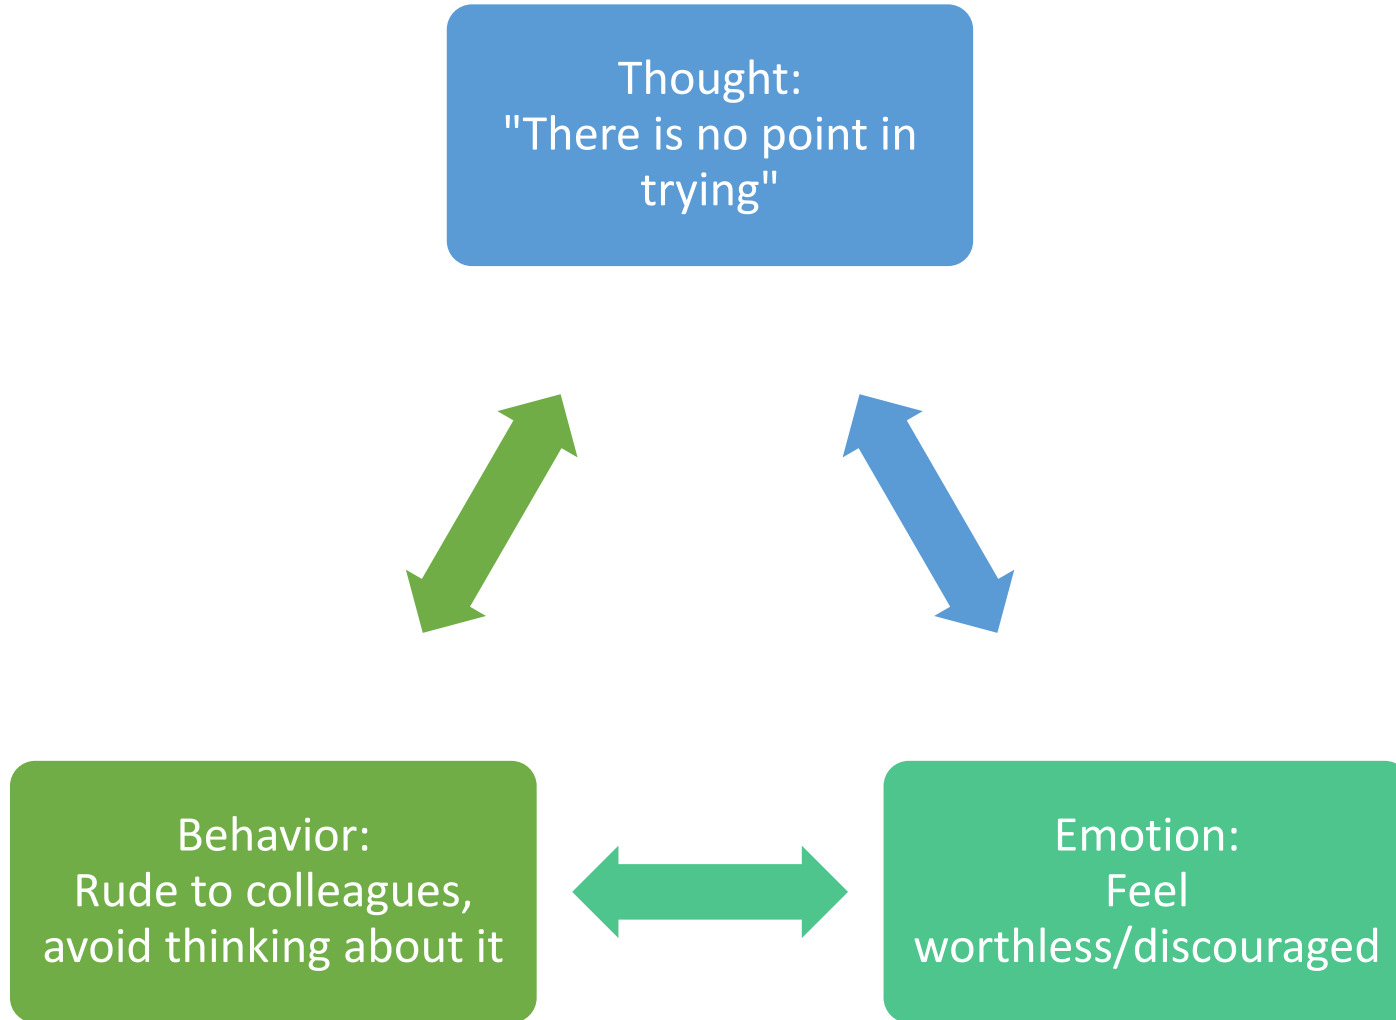 Thought:
"There is no point in
trying"
Behavior:
Rude to colleagues,
avoid thinking about it
Emotion:
Feel
worthless/discouraged